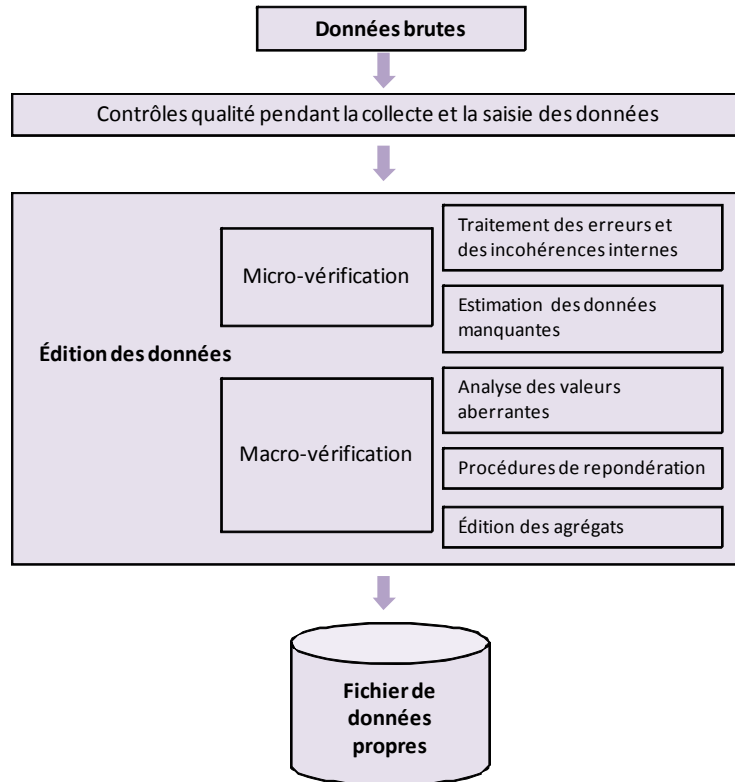 Données brutes
Contrôles qualité pendant la collecte et la saisie des données
Édition des données
Micro-vérification
Traitement des erreurs et
des incohérences internes
Estimation des données
manquantes
Macro-vérification
Analyse des valeurs
aberrantes
Procédures de repondération
Édition des agrégats
Fichier de
données
propres